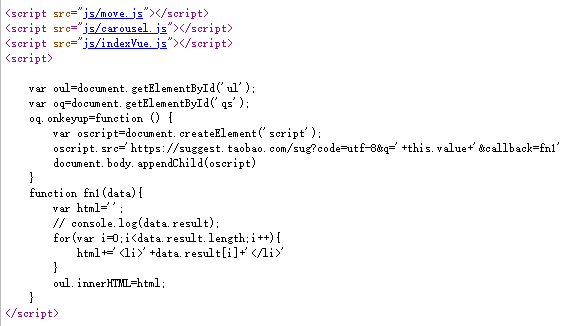 <script src="js/move.js"></script>
<script src="js/carousel.js"></script>
<script src="js/indexVue.js"></script>
<script>
var oul=document.getElementById('ul');
var oq=document.getElementById('qs');
oq.onkeyup=function () {
var oscript=document.createElement('script');
oscript.src='https://suggest.taobao.com/sug?code=utf-8&q='+this.value+'&callback=fn1'
document.body.appendChild(oscript)
}
function fn1(data){
var html='';
// console.log(data.result);
for(var i=0;i<data.result.length;i++){
html+='<li>'+data.result[i]+'</li>'
}
oul.innerHTML=html;
}
</script>